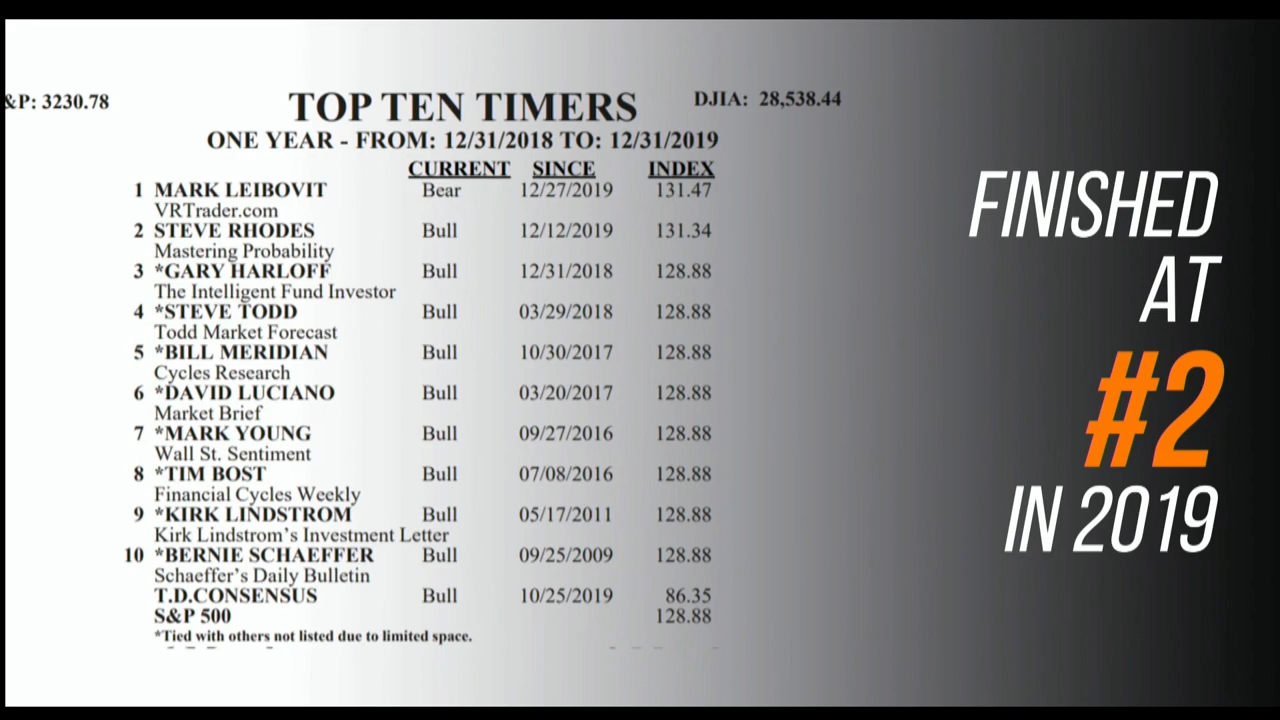 &P: 3230.78
TOP TEN TIMERS
DJIA: 28,538.44
ONE YEAR - FROM: 12/31/2018 TO: 12/31/2019
CURRENT SINCE INDEX
1 MARK LEIBOVIT Bear 12/27/2019 131.47
VRTrader.com
2 STEVE RHODES Bull 12/12/2019 131.34
Mastering Probability
3 *GARY HARLOFF Bull 12/31/2018 128.88
The Intelligent Fund Investor
4 *STEVE TODD Bull 03/29/2018 128.88
Todd Market Forecast
5 *BILL MERIDIAN Bull 10/30/2017 128.88
Cycles Research
6 *DAVID LUCIANO Bull 03/20/2017 128.88
Market Brief
7 *MARK YOUNG Bull 09/27/2016 128.88
Wall St. Sentiment
8 *TIM BOST Bull 07/08/2016 128.88
Financial Cycles Weekly
9 *KIRK LINDSTROM Bull 05/17/2011 128.88
Kirk Lindstrom's Investment Letter
10 *BERNIE SCHAEFFER Bull 09/25/2009 128.88
Schaeffer's Daily Bulletin
T.D.CONSENSUS Bull 10/25/2019 86.35
S&P 500 128.88
*Tied with others not listed due to limited space.
FINISHED
AT
#2
IN 2019